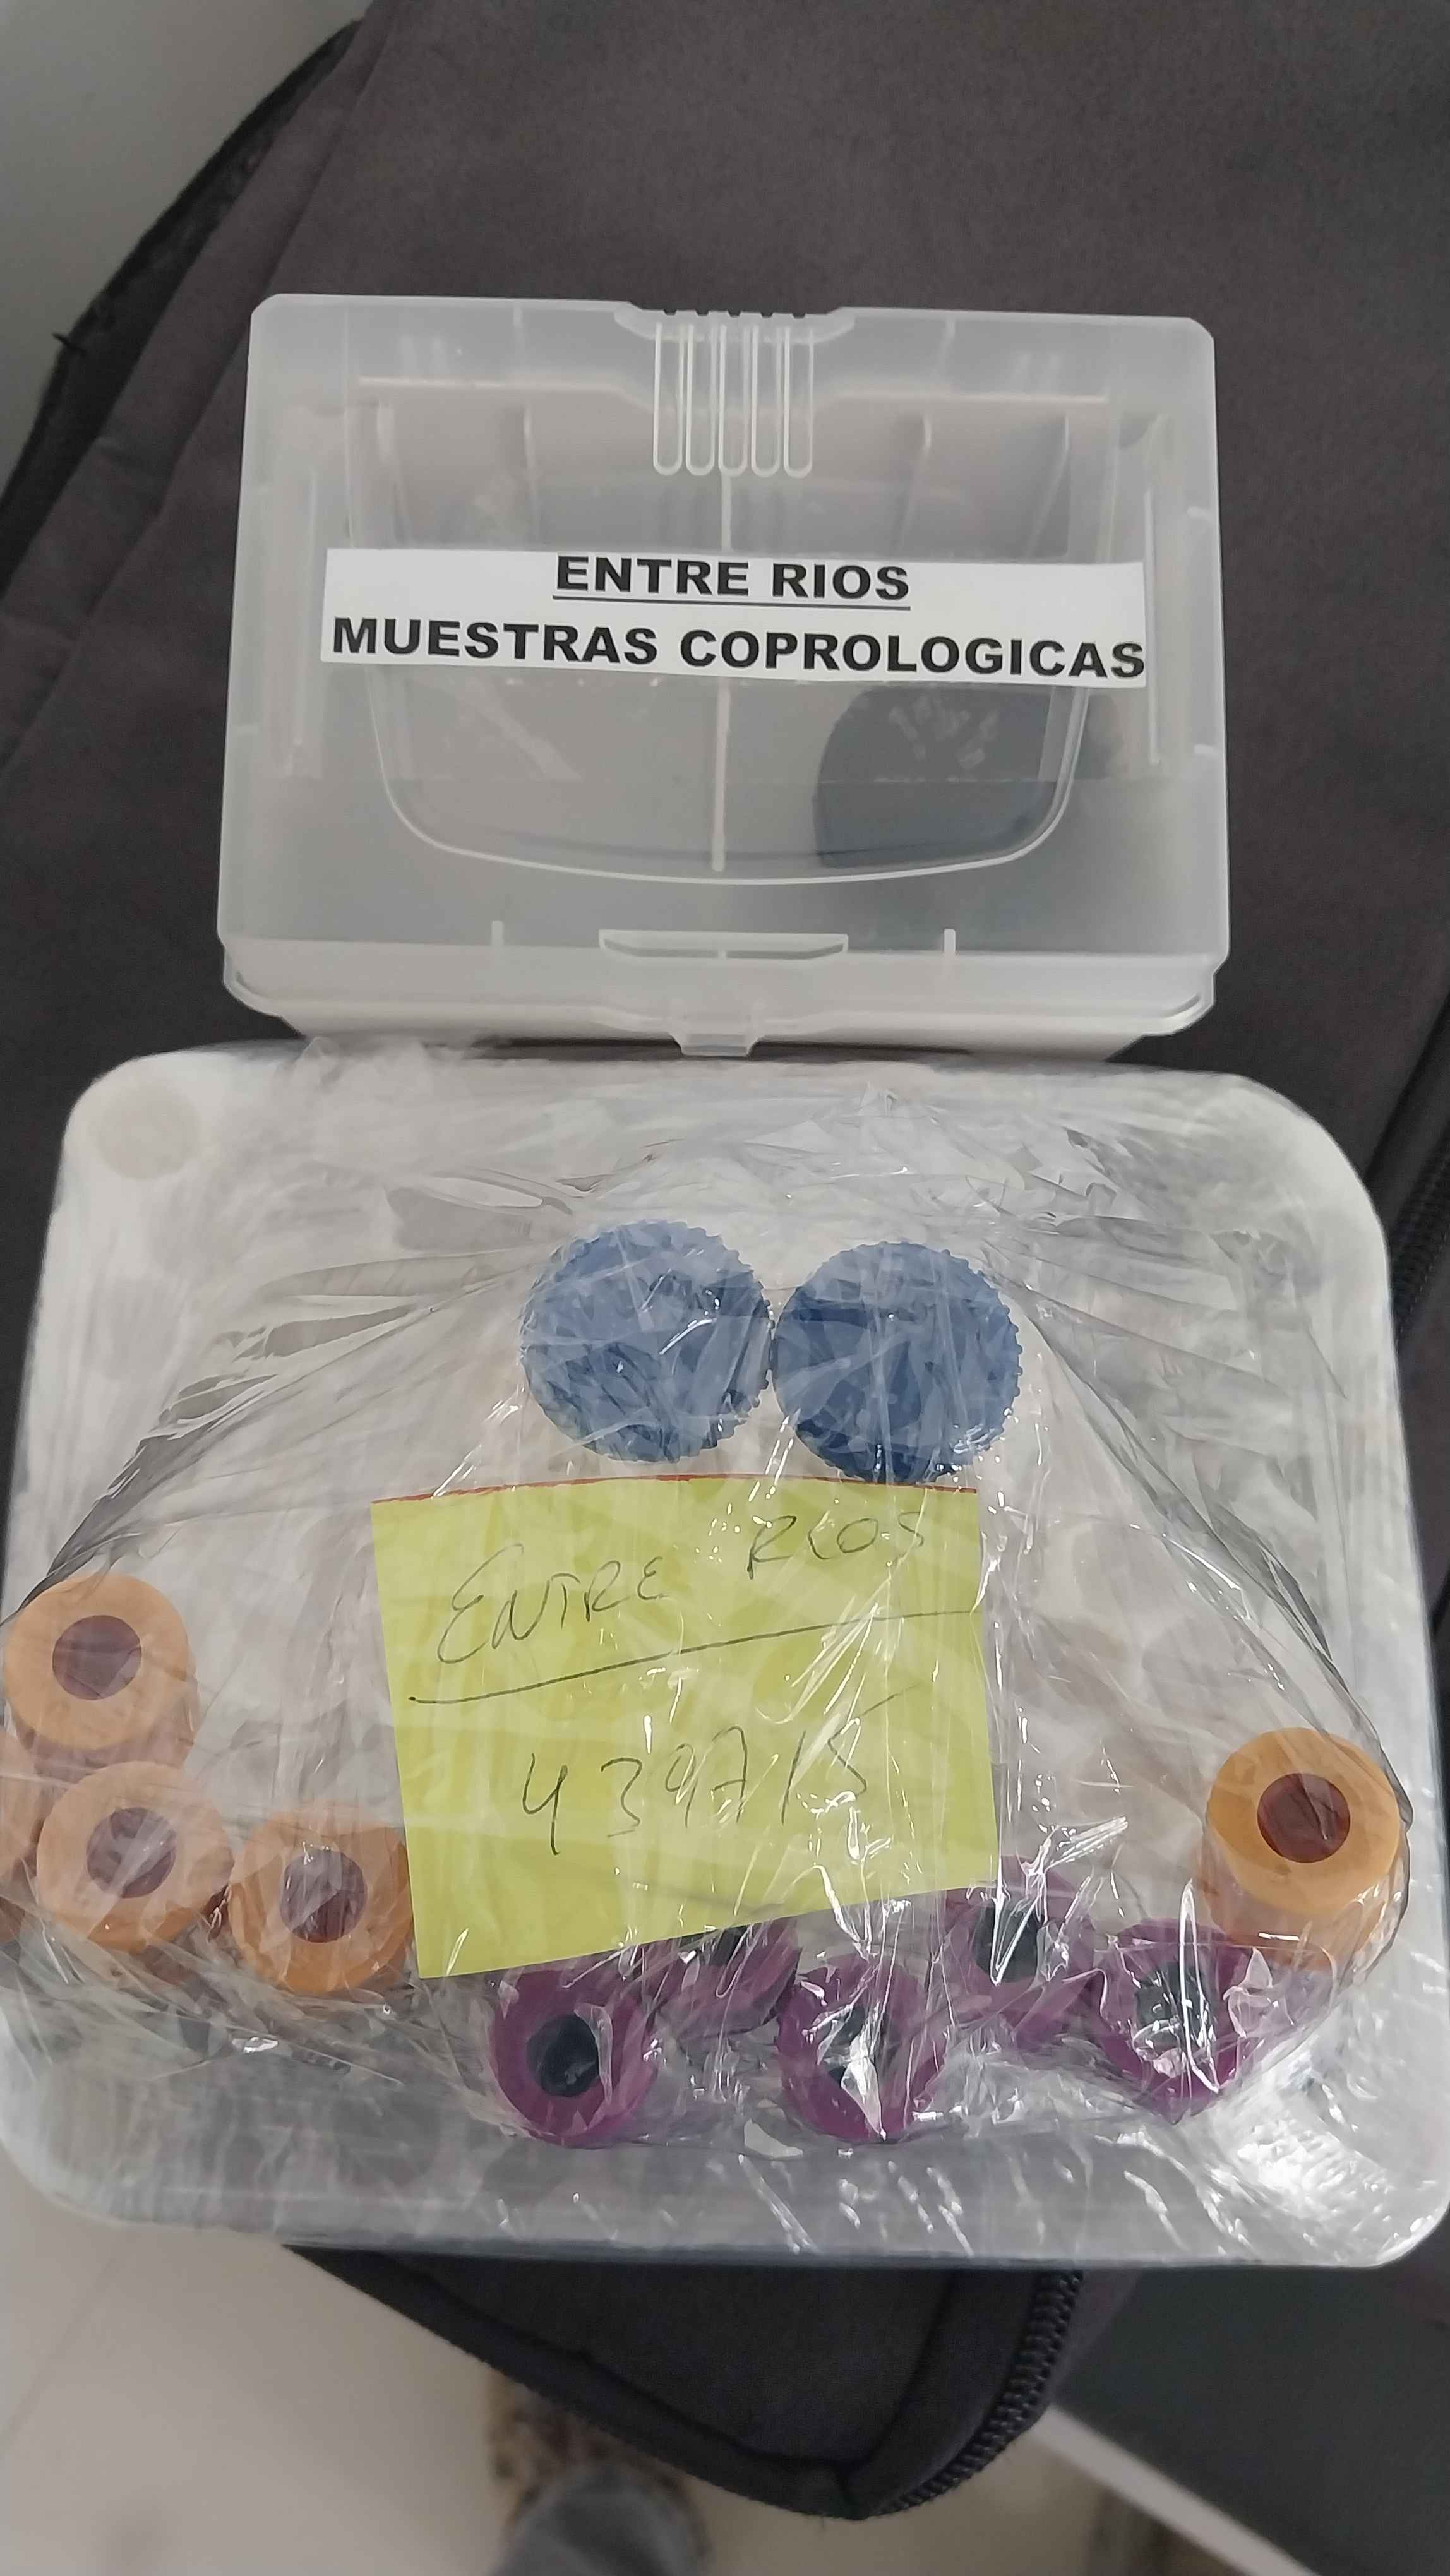 ENTRE RIOS
MUESTRAS COPROLOGICAS
ENTRE RIOS
439715